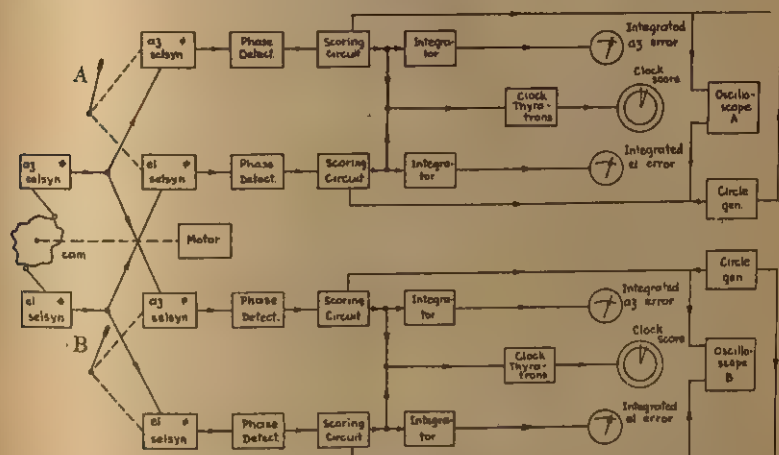 az
selsyn
Phase
Detect.
Scoring
Circuit
Integra-
tor
Integrated
az error
A
Clock
Thyra-
trons
Clock
score
Oscillo-
scope
A
az
selsyn
el
selsyn
Phase
Detect.
Scoring
Circuit
Integra-
tor
Integrated
el error
Circle
gen.
cam
Motor
Circle
gen
el
selsyn
az
selsyn
Phase
Detect.
Scoring
Circuit
Integra-
tor
Integrated
az error
B
Clock
Thyra-
trons
Clock
score
Oscillo-
scope
B
el
selsyn
Phase
Detect.
Scoring
Circuit
Integra-
tor
Integrated
el error